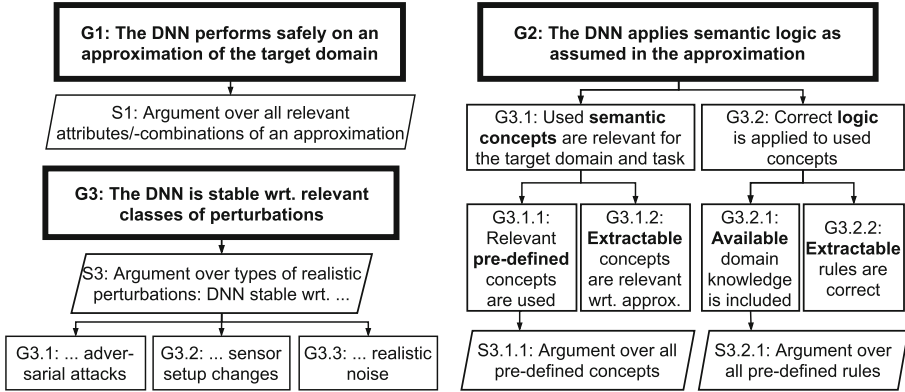 G1: The DNN performs safely on an
approximation of the target domain
S1: Argument over all relevant
attributes/-combinations of an approximation
G3: The DNN is stable wrt. relevant
classes of perturbations
S3: Argument over types of realistic
perturbations: DNN stable wrt. ...
G3.1: ... adver-
sarial attacks
G3.2: ... sensor
setup changes
G3.3: ... realistic
noise
G2: The DNN applies semantic logic as
assumed in the approximation
G3.1: Used semantic
concepts are relevant for
the target domain and task
G3.2: Correct logic
is applied to used
concepts
G3.1.1:
Relevant
pre-defined
concepts
are used
G3.1.2:
Extractable
concepts
are relevant
wrt. approx.
G3.2.1:
Available
domain
knowledge
is included
G3.2.2:
Extractable
rules are
correct
S3.1.1: Argument over all
pre-defined concepts
S3.2.1: Argument over
all pre-defined rules